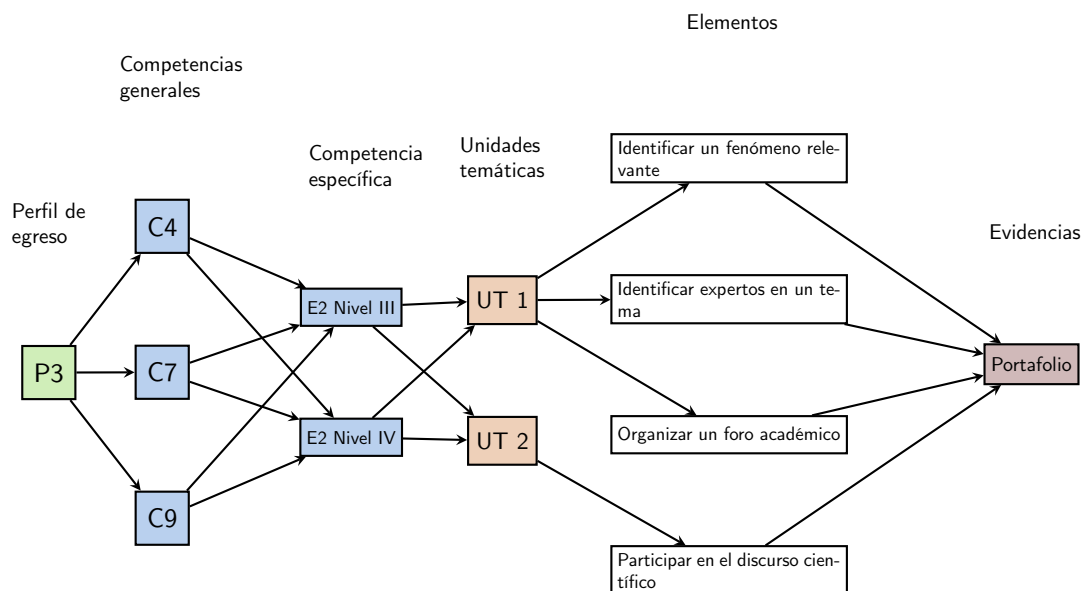 Elementos
Competencias
generales
Unidades
temáticas
Competencia
específica
Perfil de
egreso
Evidencias
P3
C4
C7
C9
E2 Nivel III
E2 Nivel IV
UT 1
UT 2
Identificar un fenómeno rele-
vante
Identificar expertos en un te-
ma
Organizar un foro académico
Participar en el discurso cien-
tífico
Portafolio